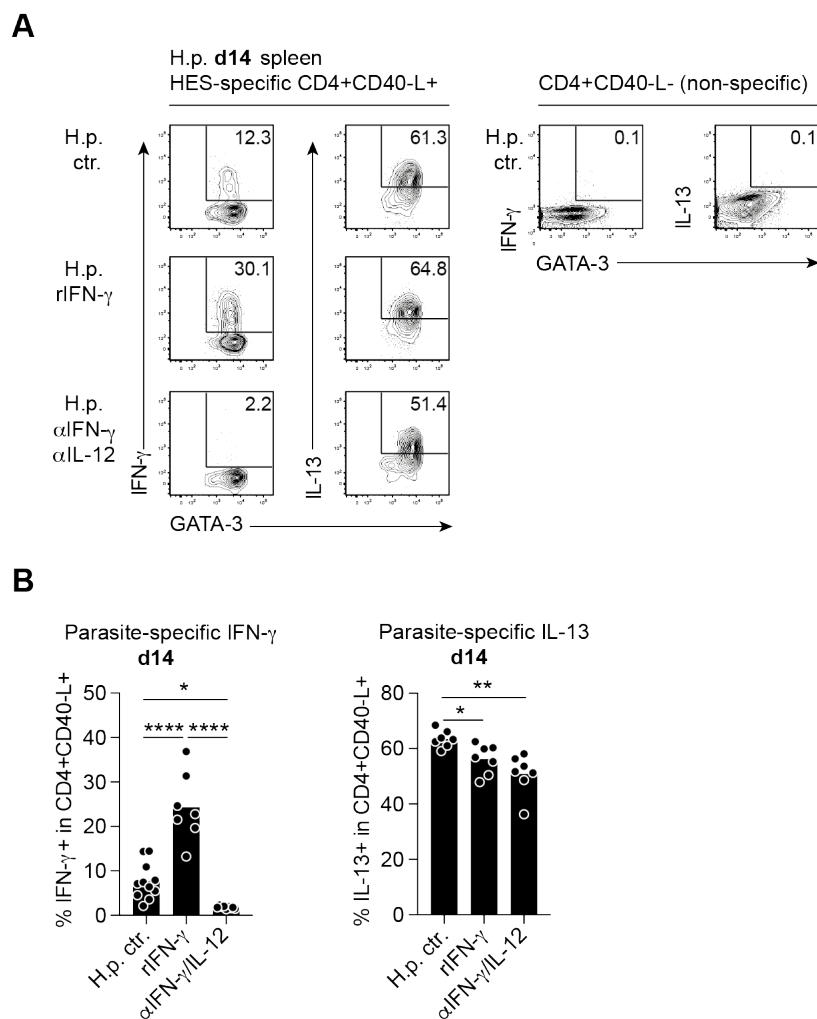 A
H.p. d14 spleen
HES-specific CD4+CD40-L+
CD4+CD40-L- (non-specific)
H.p.
ctr.
12.3
61.3
H.p.
ctr.
0.1
0.1
IFN-γ
IL-13
GATA-3
H.p.
rIFN-γ
30.1
64.8
H.p.
αIFN-γ
αIL-12
2.2
51.4
IFN-γ
IL-13
GATA-3
B
Parasite-specific IFN-γ
d14
% IFN-γ+ in CD4+CD40-L+
50
40
30
20
10
0
*
**** ****
H.p. ctr.
rIFN-γ
αIFN-γ/IL-12
Parasite-specific IL-13
d14
% IL-13+ in CD4+CD40-L+
80
60
40
20
0
**
*
H.p. ctr.
rIFN-γ
αIFN-γ/IL-12